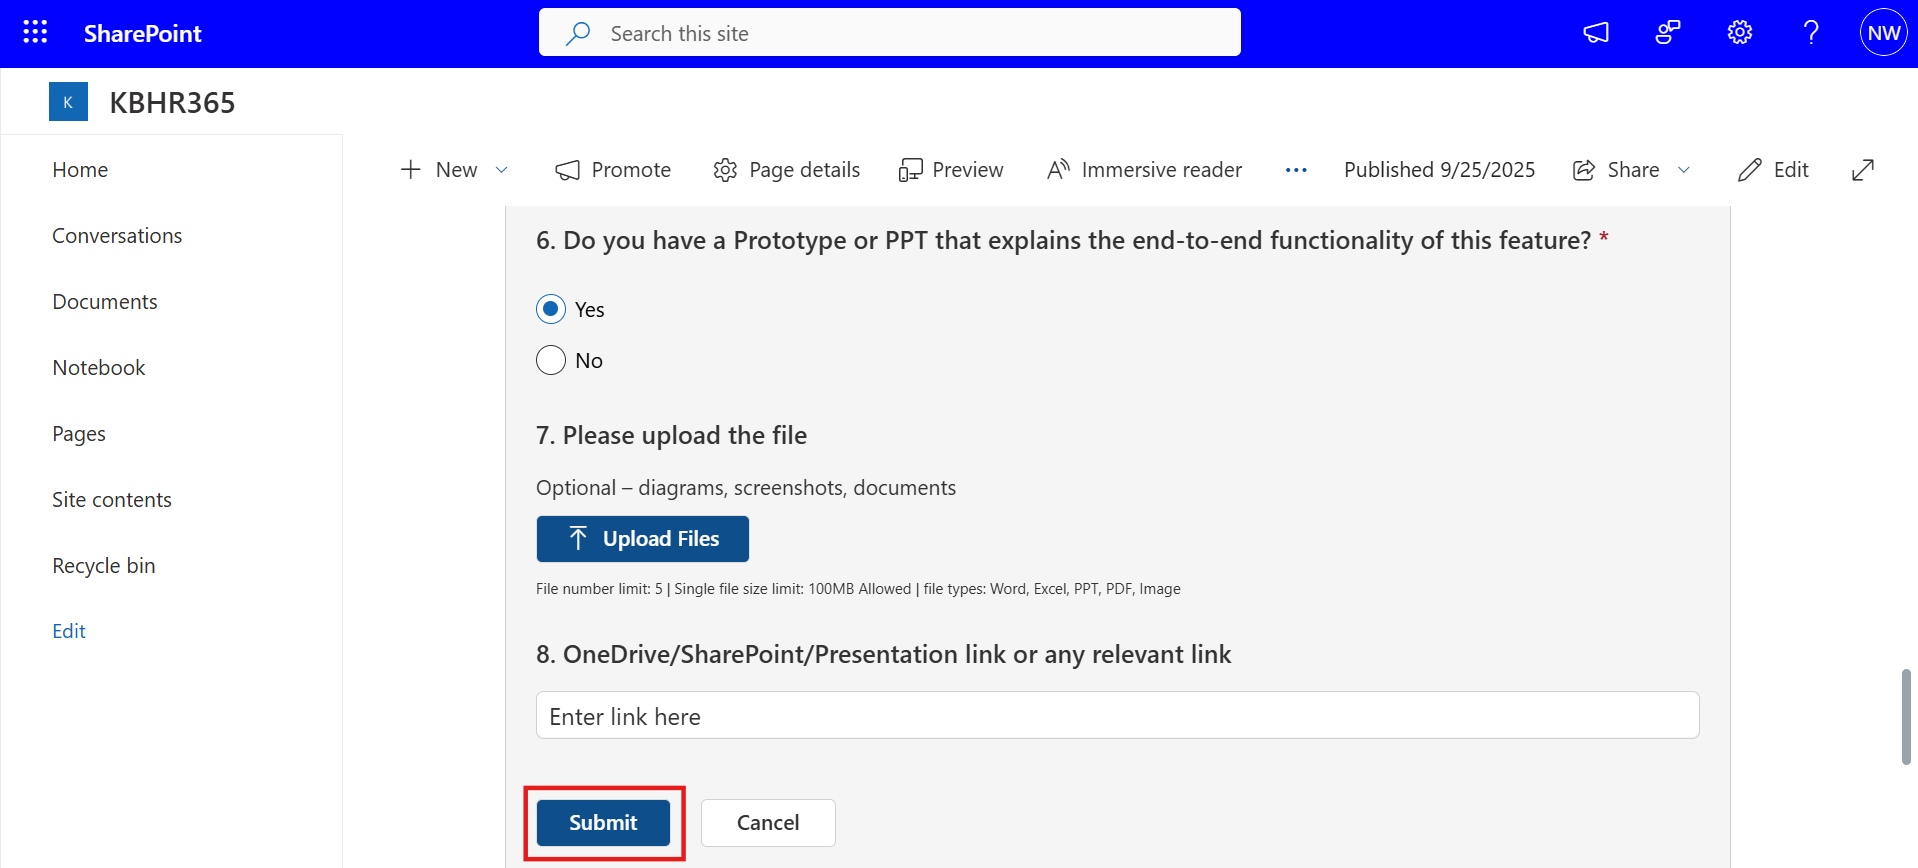 SharePoint
Search this site
NW
K
KBHR365
Home
Conversations
Documents
Notebook
Pages
Site contents
Recycle bin
Edit
New
Promote
Page details
Preview
Immersive reader
Published 9/25/2025
Share
Edit
6. Do you have a Prototype or PPT that explains the end-to-end functionality of this feature? *
Yes
No
7. Please upload the file
Optional – diagrams, screenshots, documents
Upload Files
File number limit: 5 | Single file size limit: 100MB Allowed | file types: Word, Excel, PPT, PDF, Image
8. OneDrive/SharePoint/Presentation link or any relevant link
Enter link here
Submit
Cancel